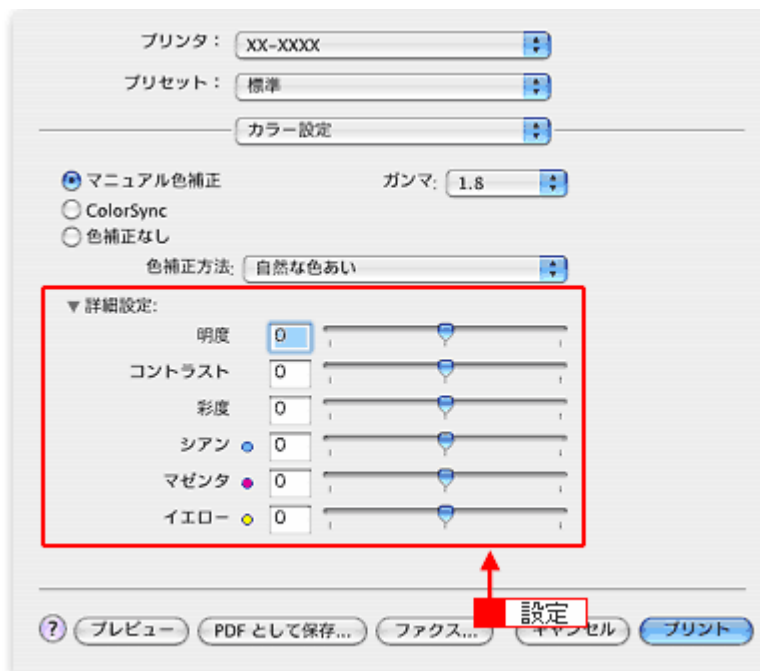 プリンタ： XX-XXXX
プリセット： 標準
カラー設定
マニュアル色補正 ガンマ: 1.8
ColorSync
色補正なし
色補正方法: 自然な色あい
▼詳細設定:
明度 0
コントラスト 0
彩度 0
シアン 0
マゼンタ 0
イエロー 0
設定
? プレビュー PDF として保存... ファクス... キャンセル プリント